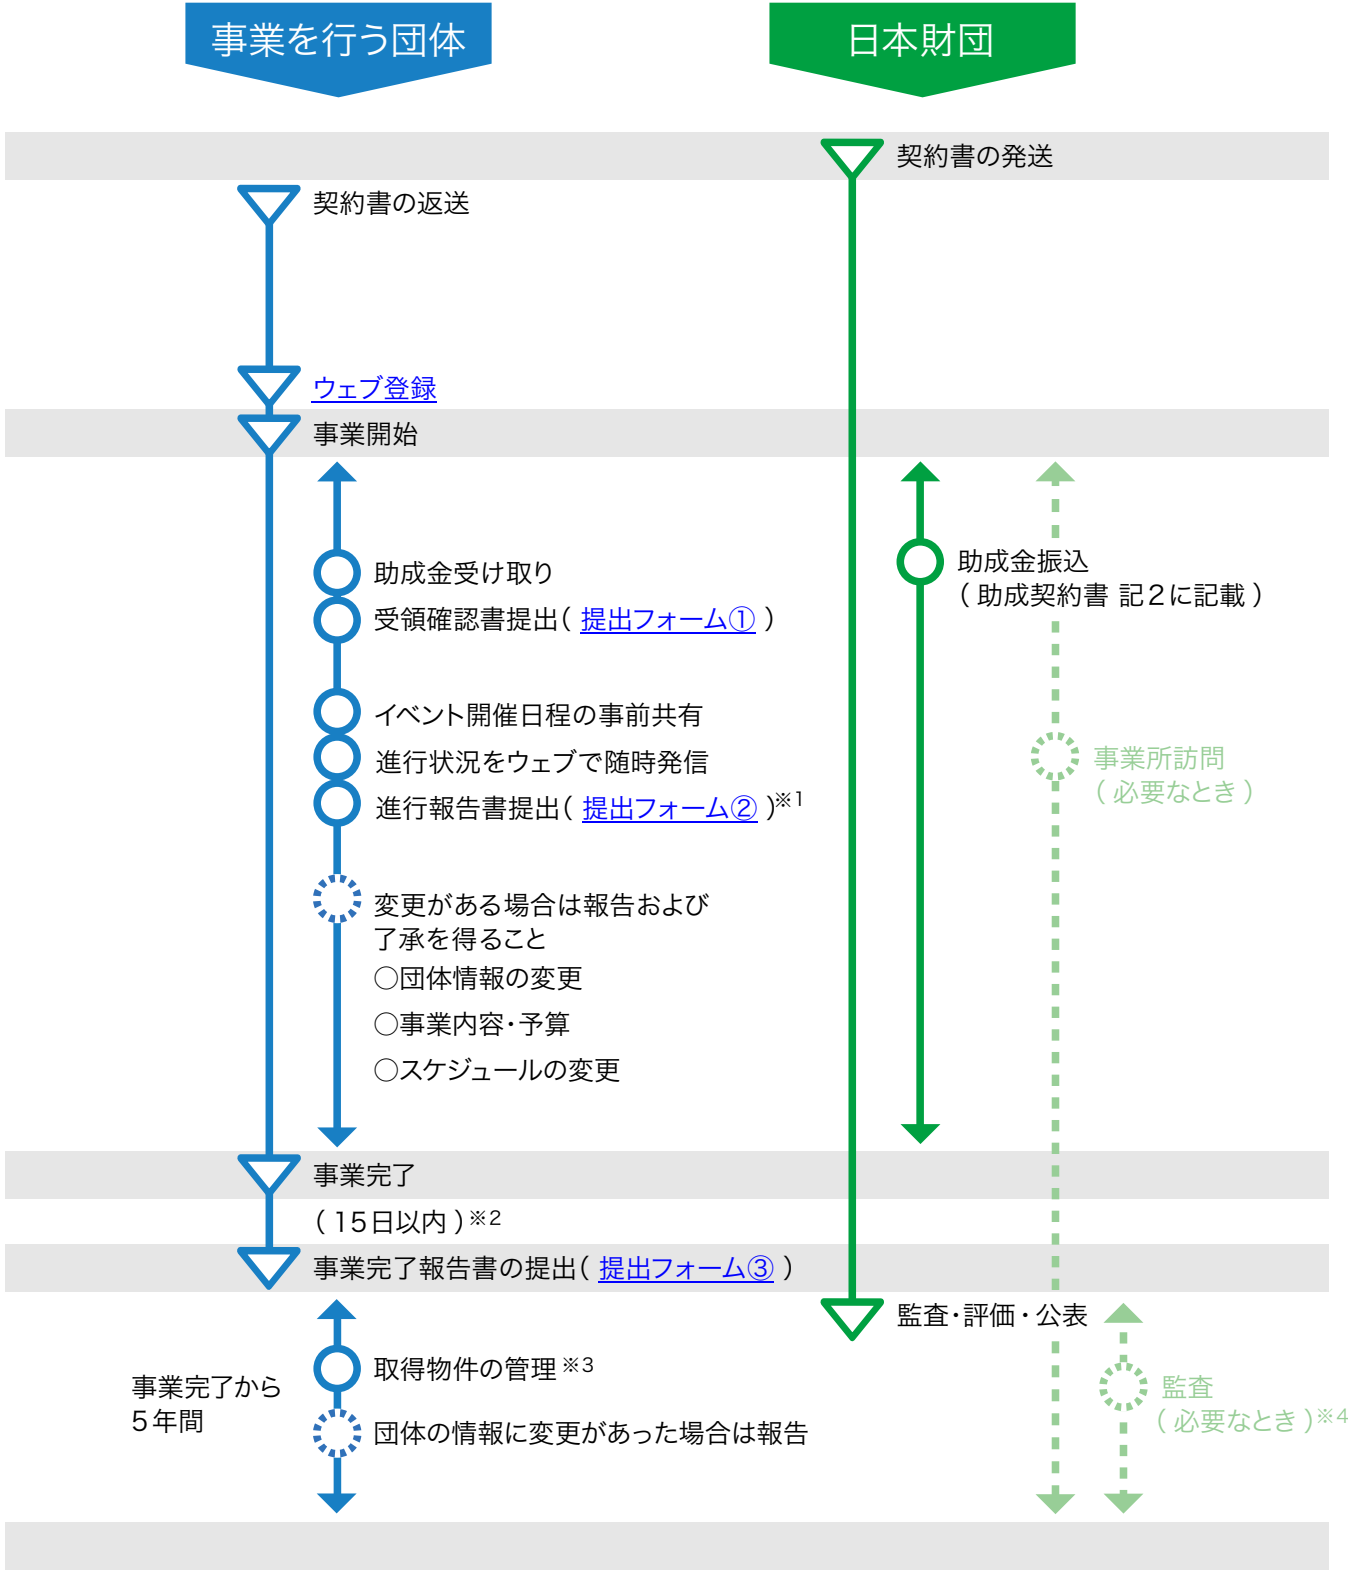 事業を行う団体
日本財団
契約書の発送
契約書の返送
ウェブ登録
事業開始
助成金受け取り
受領確認書提出( 提出フォーム① )
助成金振込
( 助成契約書 記2に記載 )
イベント開催日程の事前共有
進行状況をウェブで随時発信
進行報告書提出( 提出フォーム② )※1
事業所訪問
( 必要なとき )
変更がある場合は報告および
了承を得ること
○団体情報の変更
○事業内容・予算
○スケジュールの変更
事業完了
( 15日以内 )※2
事業完了報告書の提出( 提出フォーム③ )
監査・評価・公表
事業完了から
5年間
取得物件の管理※3
団体の情報に変更があった場合は報告
監査
( 必要なとき )※4